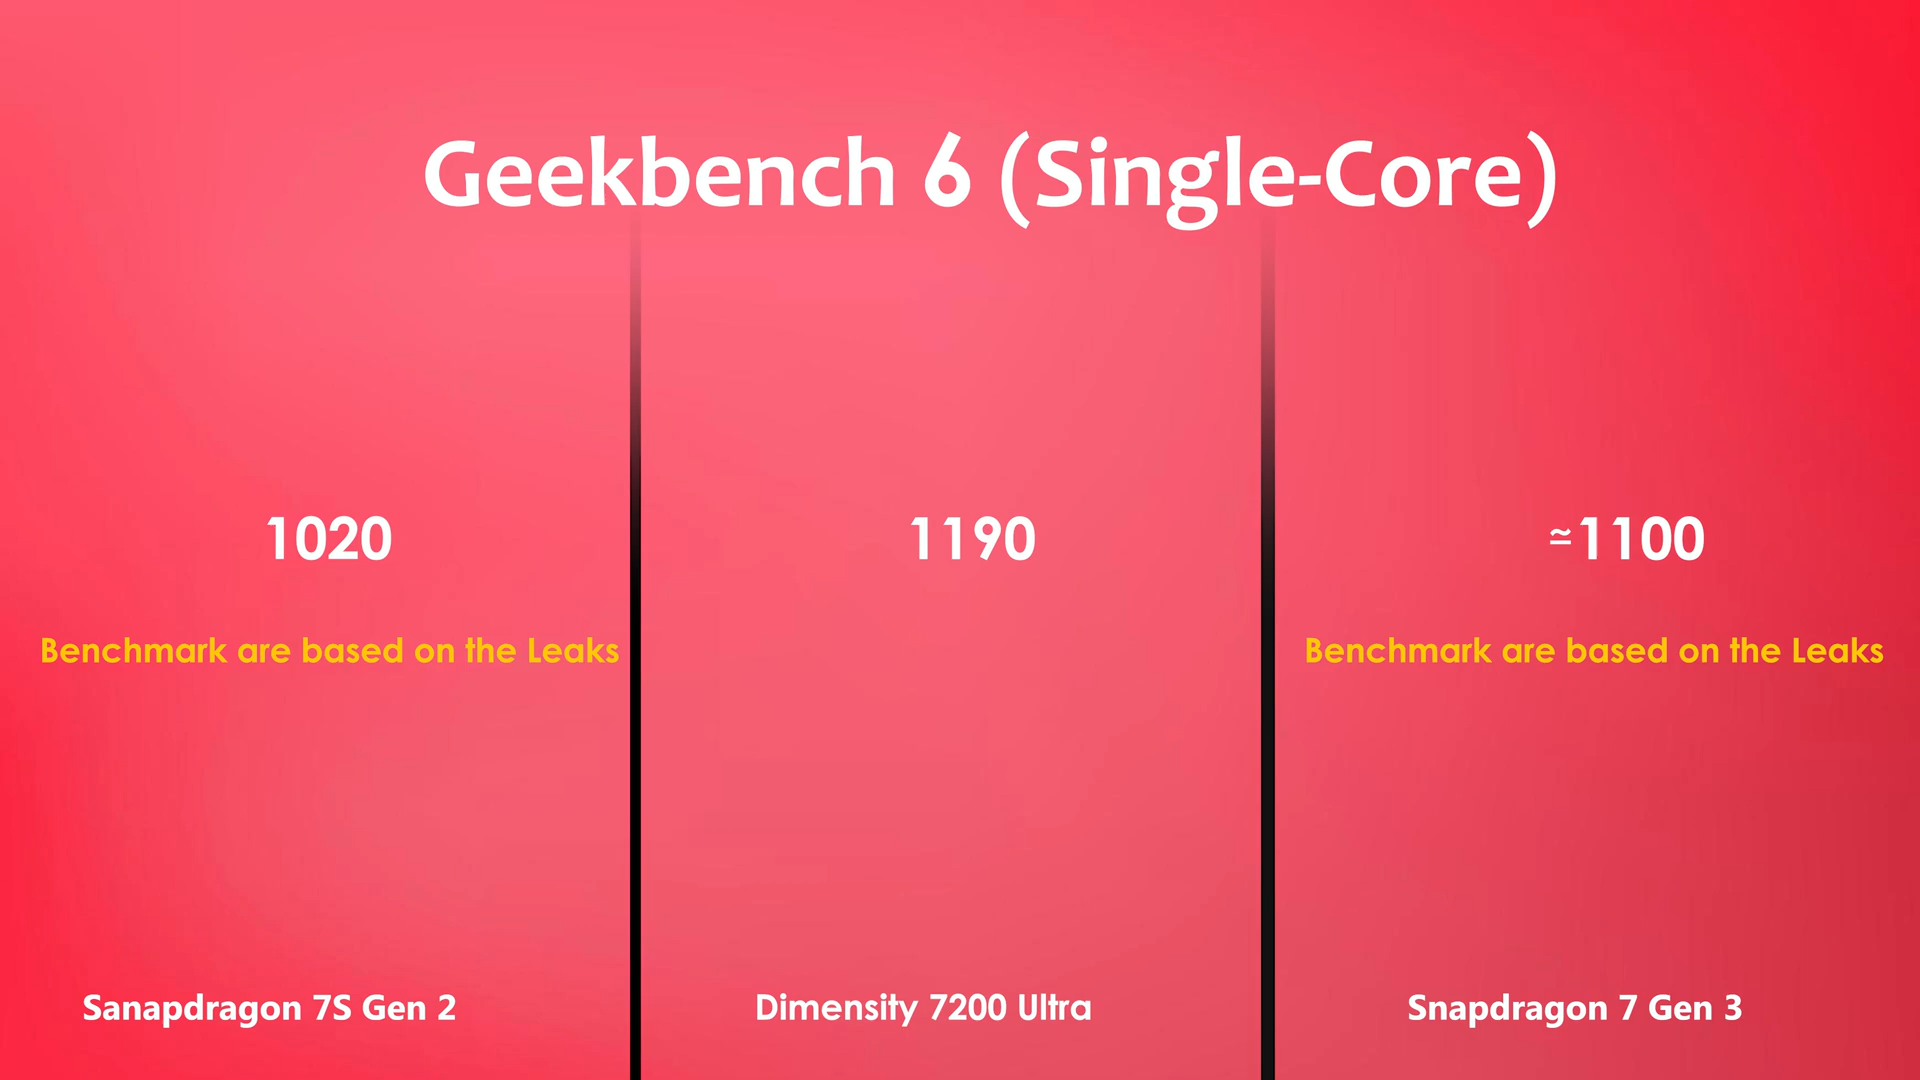 Geekbench 6 (Single-Core)
1020
1190
≃1100
Benchmark are based on the Leaks
Benchmark are based on the Leaks
Sanapdragon 7S Gen 2
Dimensity 7200 Ultra
Snapdragon 7 Gen 3